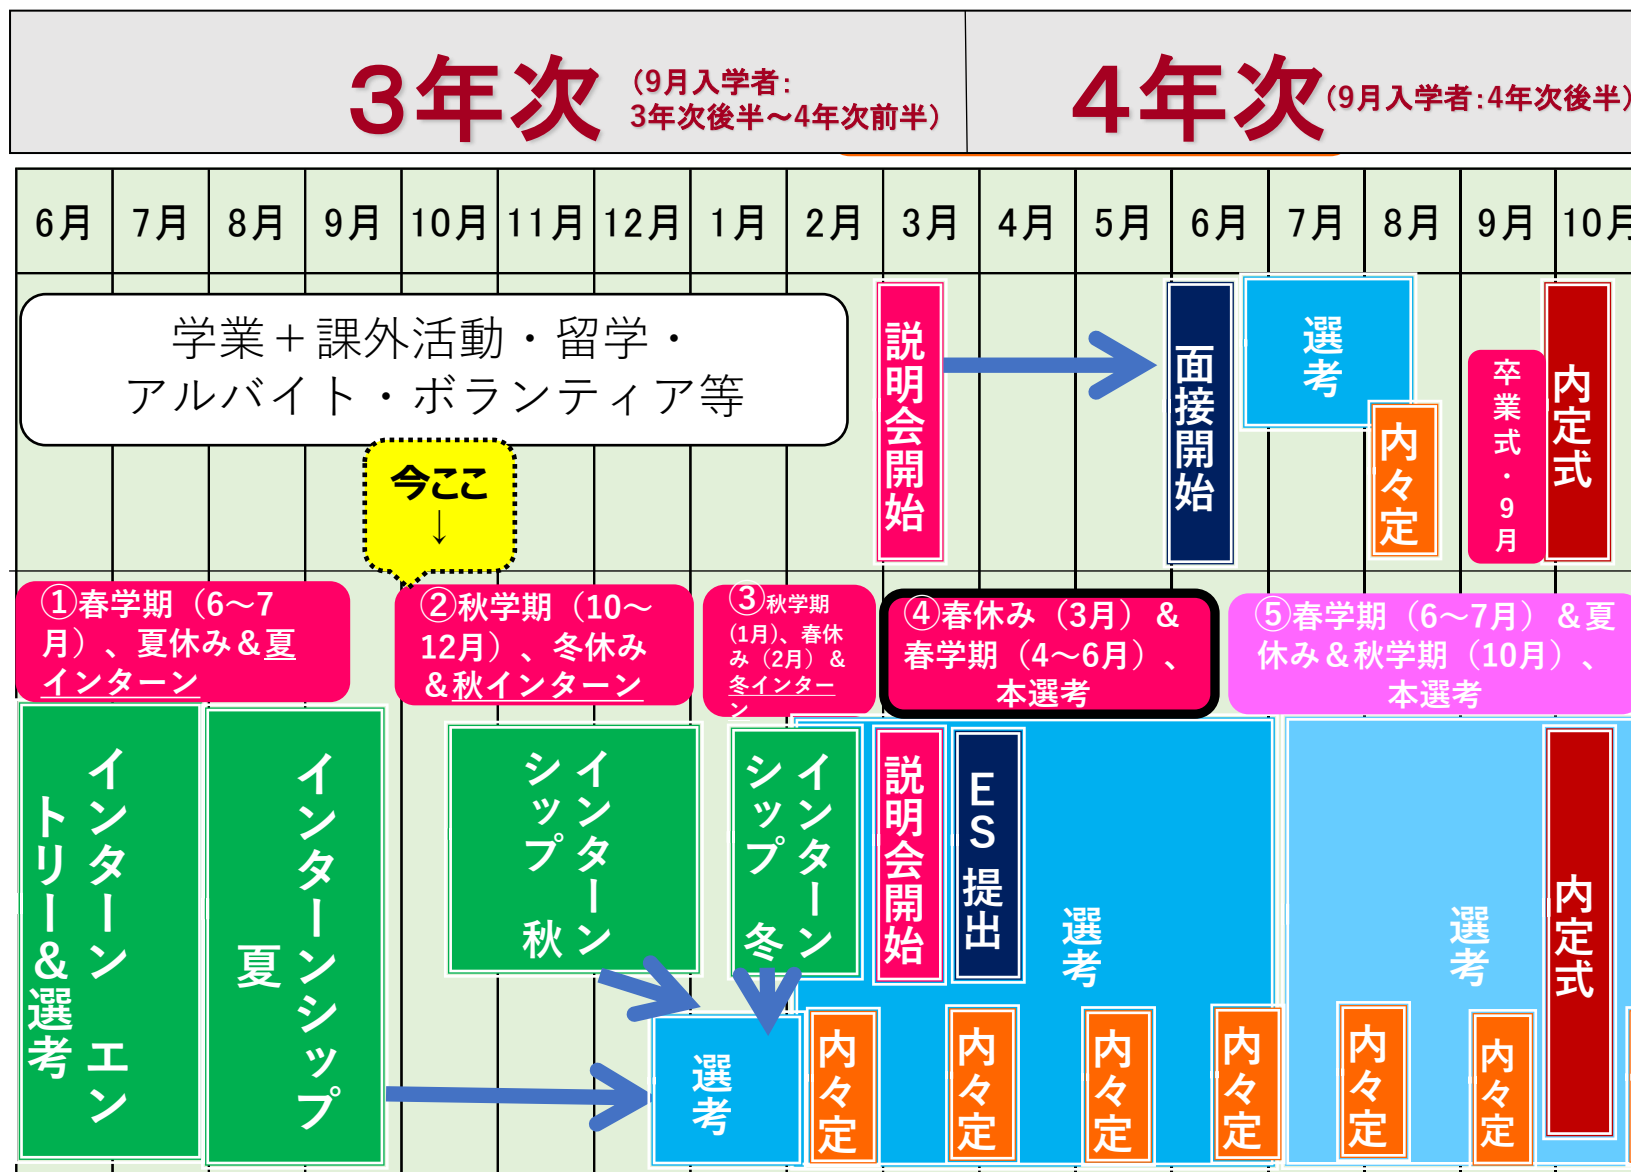 3年次
(9月入学者:
3年次後半～4年次前半)
4年次
(9月入学者:4年次後半)
6月
7月
8月
9月
10月
11月
12月
1月
2月
3月
4月
5月
6月
7月
8月
9月
10月
学業＋課外活動・留学・
アルバイト・ボランティア等
今ここ
↓
説明会開始
面接開始
選考
内々定
卒業式・9月
内定式
①春学期（6～7
月）、夏休み＆夏
インターン
②秋学期（10～
12月）、冬休み
＆秋インターン
③秋学期
(1月)、春休
み（2月）＆
冬インター
ン
④春休み（3月）＆
春学期（4～6月）、
本選考
⑤春学期（6～7月）＆夏
休み＆秋学期（10月）、
本選考
インターン エン
トリー＆選考
インターンシップ
夏
インターン
シップ 秋
インターン
シップ 冬
説明会開始
ES提出
選考
選考
内定式
選考
内々定
内々定
内々定
内々定
内々定
内々定